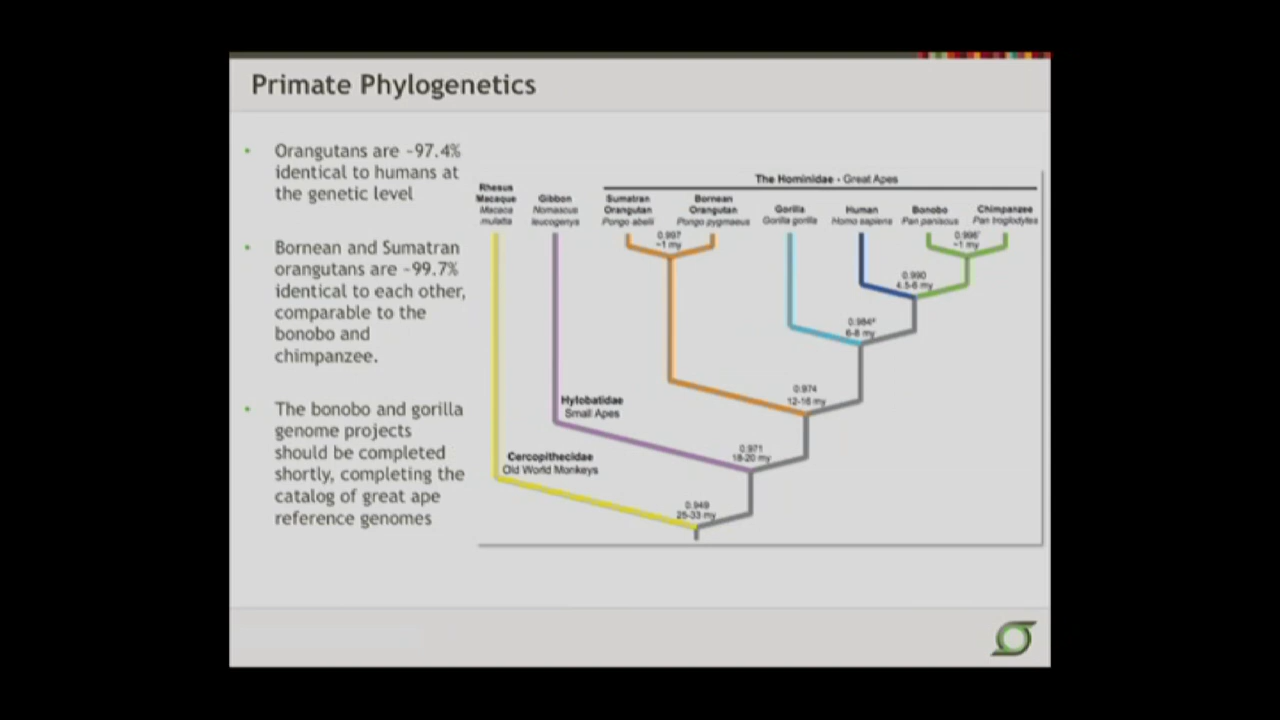 Primate Phylogenetics
• Orangutans are ~97.4%
identical to humans at
the genetic level
• Bornean and Sumatran
orangutans are ~99.7%
identical to each other,
comparable to the
bonobo and
chimpanzee.
• The bonobo and gorilla
genome projects
should be completed
shortly, completing the
catalog of great ape
reference genomes
The Hominidae - Great Apes
Rhesus
Macaque
Macaca
mulatta
Gibbon
Nomascus
leucogenys
Sumatran
Orangutan
Pongo abelii
Bornean
Orangutan
Pongo pygmaeus
Gorilla
Gorilla gorilla
Human
Homo sapiens
Bonobo
Pan paniscus
Chimpanzee
Pan troglodytes
0.997
~1 my
~1 my
0.990
4.5-6 my
0.984*
6-8 my
0.974
12-16 my
Hylobatidae
Small Apes
0.971
18-20 my
Cercopithecidae
Old World Monkeys
0.949
25-33 my